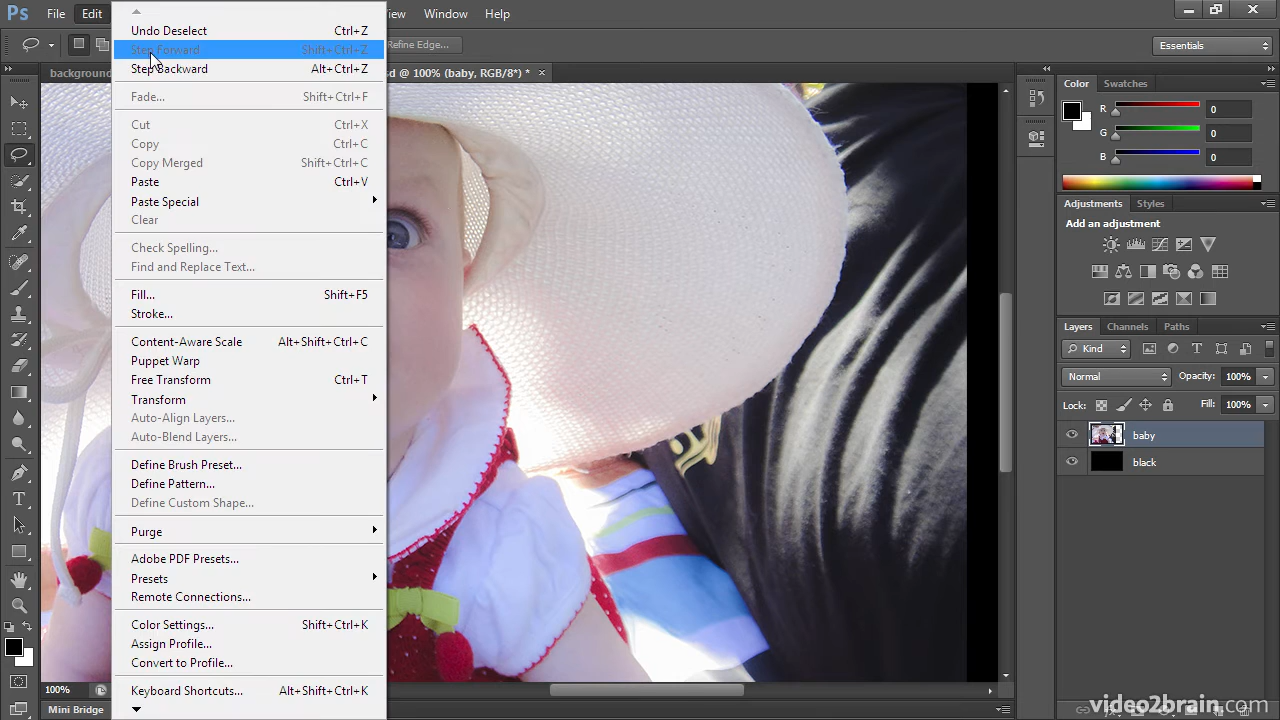 Ps File Edit iew Window Help
Refine Edge...
Essentials
background
sd @ 100% (baby, RGB/8*) *
Undo Deselect Ctrl+Z
Step Forward Shift+Ctrl+Z
Step Backward Alt+Ctrl+Z
Fade... Shift+Ctrl+F
Cut Ctrl+X
Copy Ctrl+C
Copy Merged Shift+Ctrl+C
Paste Ctrl+V
Paste Special
Clear
Check Spelling...
Find and Replace Text...
Fill... Shift+F5
Stroke...
Content-Aware Scale Alt+Shift+Ctrl+C
Puppet Warp
Free Transform Ctrl+T
Transform
Auto-Align Layers...
Auto-Blend Layers...
Define Brush Preset...
Define Pattern...
Define Custom Shape...
Purge
Adobe PDF Presets...
Presets
Remote Connections...
Color Settings... Shift+Ctrl+K
Assign Profile...
Convert to Profile...
Keyboard Shortcuts... Alt+Shift+Ctrl+K
Color Swatches
R 0
G 0
B 0
Adjustments Styles
Add an adjustment
Layers Channels Paths
Kind
Normal Opacity: 100%
Lock: Fill: 100%
baby
black
100%
Mini Bridge
video2brain.com